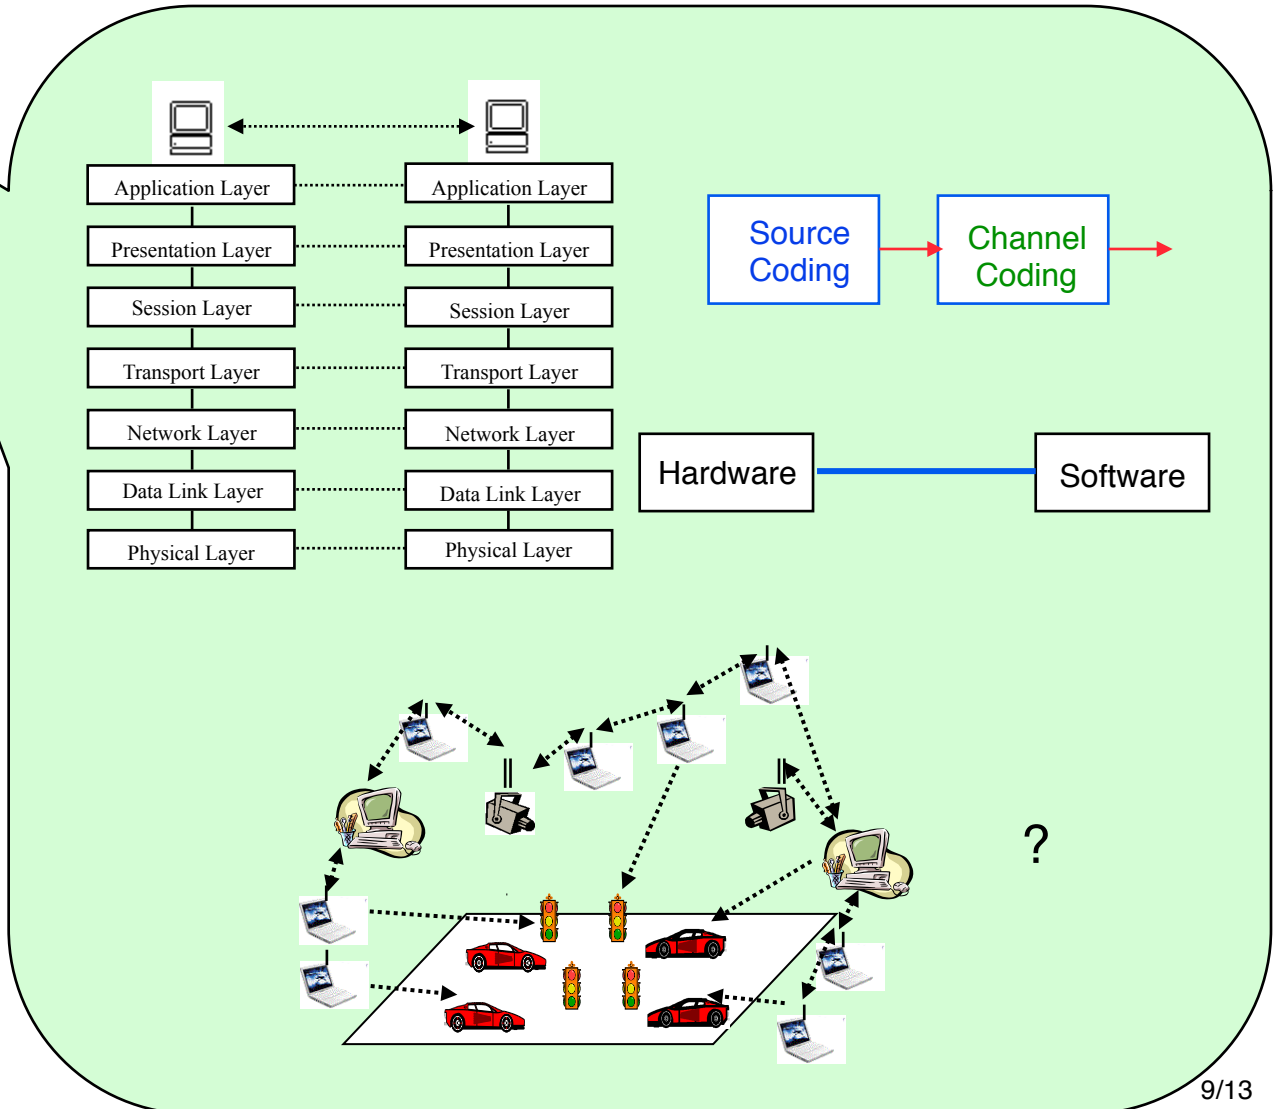 Application Layer
Presentation Layer
Session Layer
Transport Layer
Network Layer
Data Link Layer
Physical Layer
Application Layer
Presentation Layer
Session Layer
Transport Layer
Network Layer
Data Link Layer
Physical Layer
Source
Coding
Channel
Coding
Hardware
Software
?
9/13